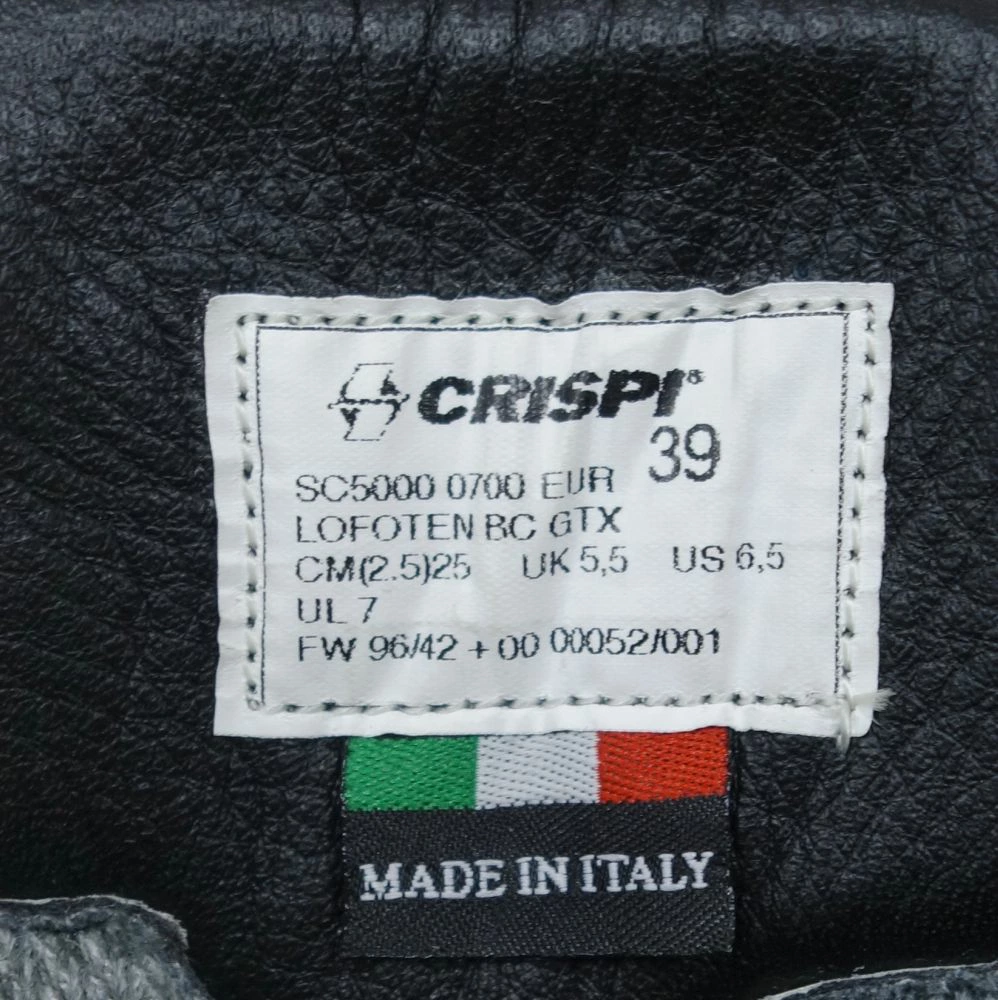 CRISPI®
39
SC5000 0700 EUR
LOFOTEN BC GTX
CM(2.5)25 UK 5,5 US 6,5
UL 7
FW 96/42 + 00 00052/001
MADE IN ITALY